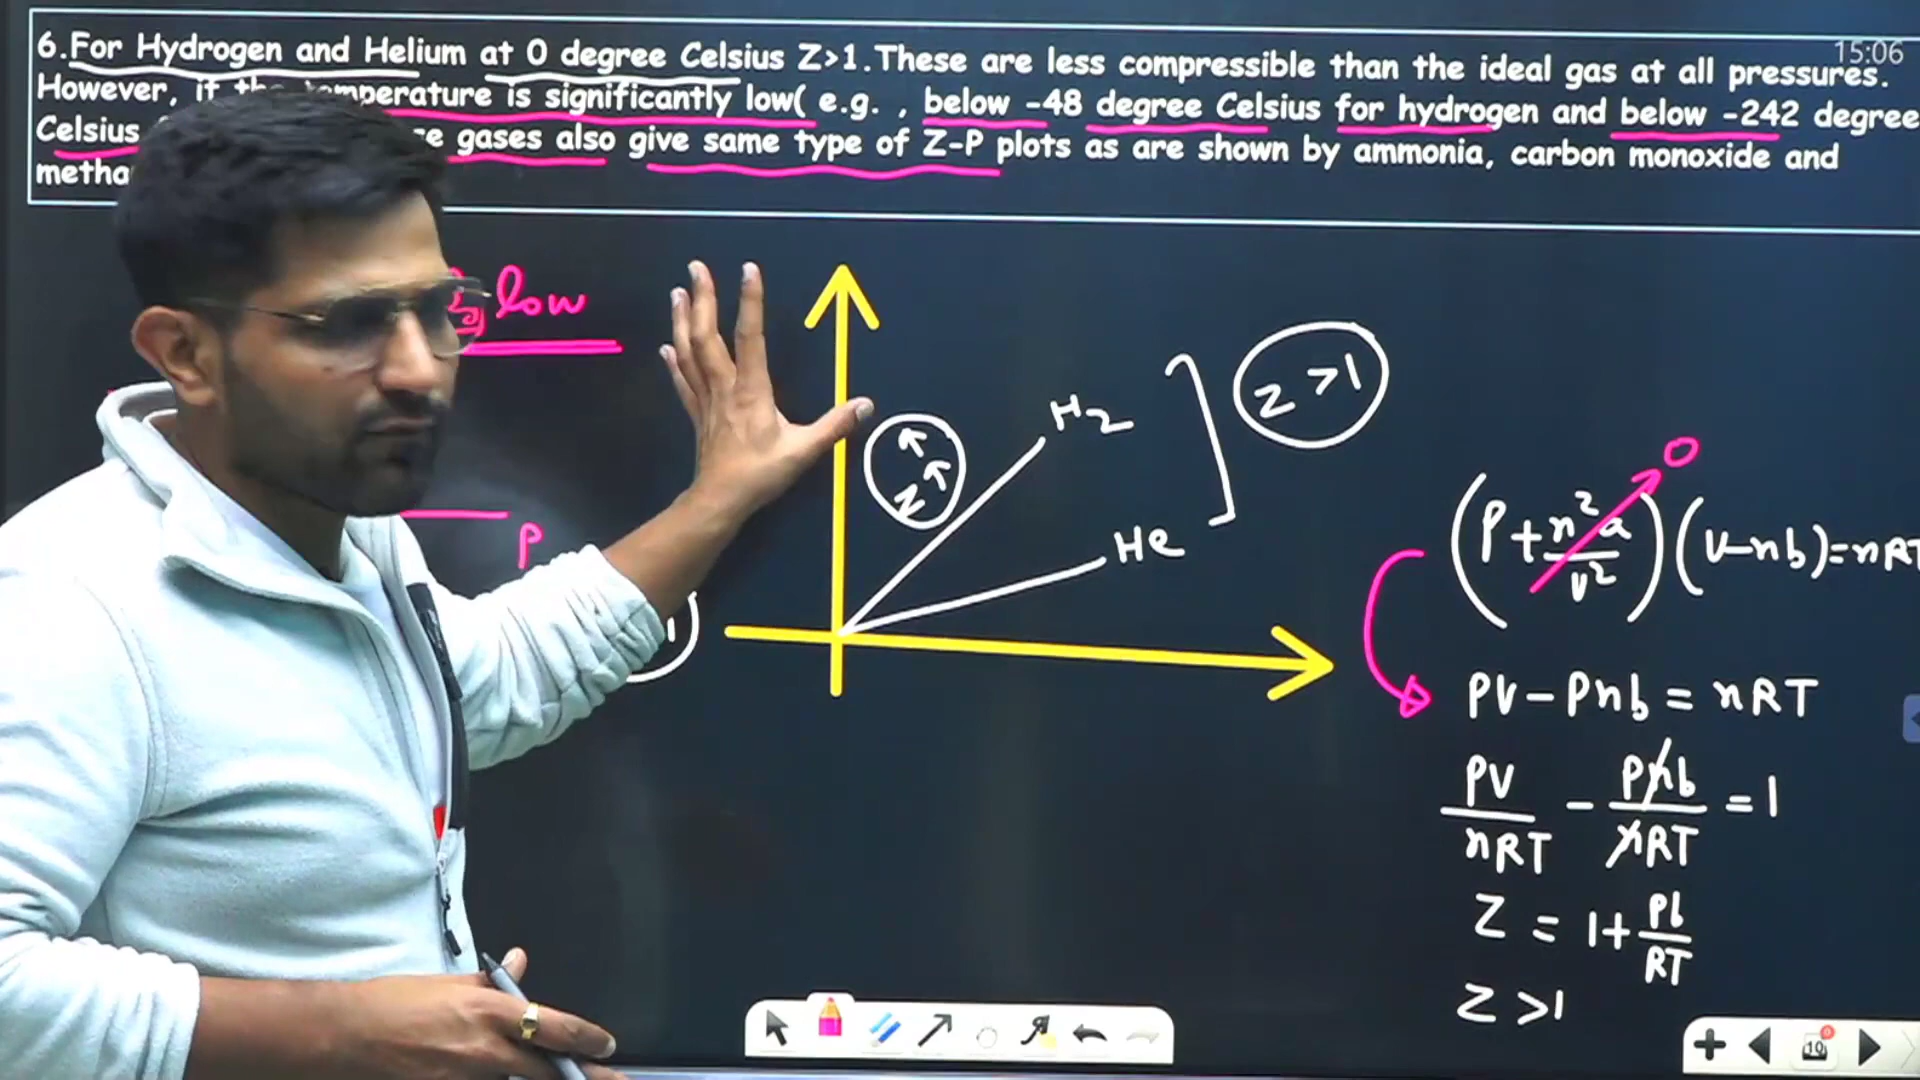 15:06
6.For Hydrogen and Helium at 0 degree Celsius Z>1.These are less compressible than the ideal gas at all pressures.
However, if the temperature is significantly low( e.g. , below -48 degree Celsius for hydrogen and below -242 degree
Celsius gases also give same type of Z-P plots as are shown by ammonia, carbon monoxide and
low
P
Z ↑↑
H2
He
Z >1
(P+n²a/v²)(v-nb)=nRT
0
PV-Pnb = nRT
PV/nRT - Pnb/nRT = 1
Z = 1+Pb/RT
Z >1
10